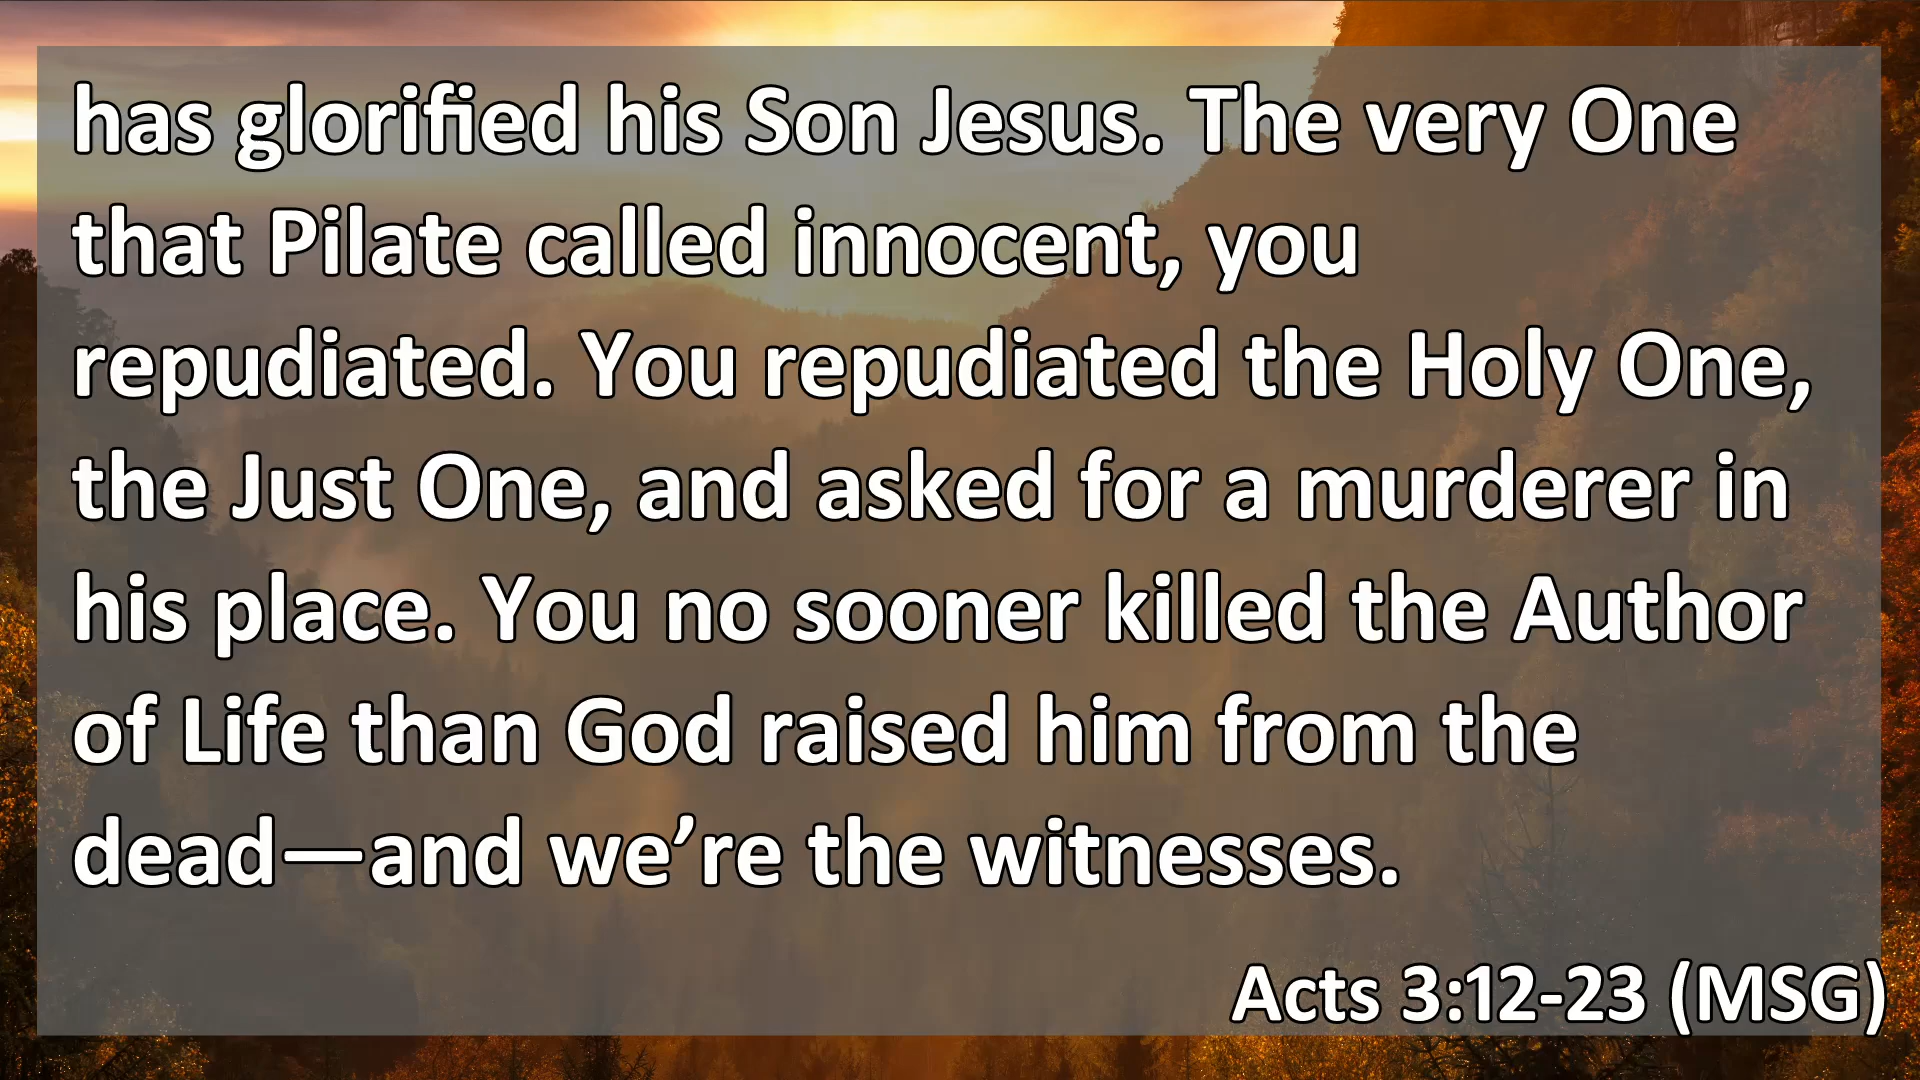 has glorified his Son Jesus. The very One
that Pilate called innocent, you
repudiated. You repudiated the Holy One,
the Just One, and asked for a murderer in
his place. You no sooner killed the Author
of Life than God raised him from the
dead—and we’re the witnesses.
Acts 3:12-23 (MSG)